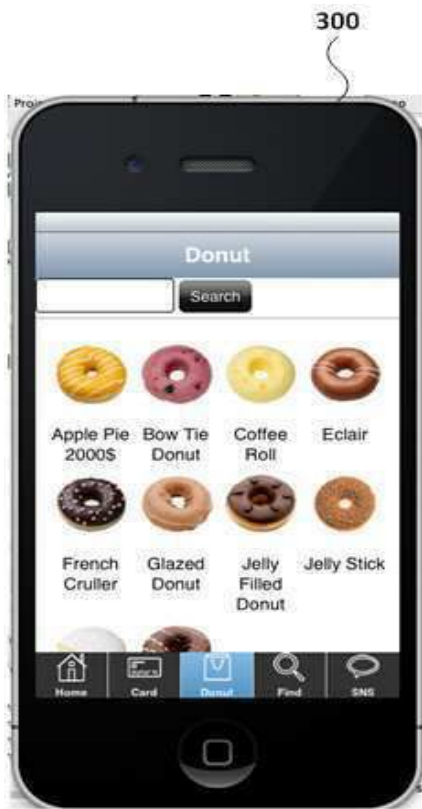 300
Donut
Search
Apple Pie 2000$
Bow Tie Donut
Coffee Roll
Eclair
French Cruller
Glazed Donut
Jelly Filled Donut
Jelly Stick
Home
Card
Donut
Find
SNS